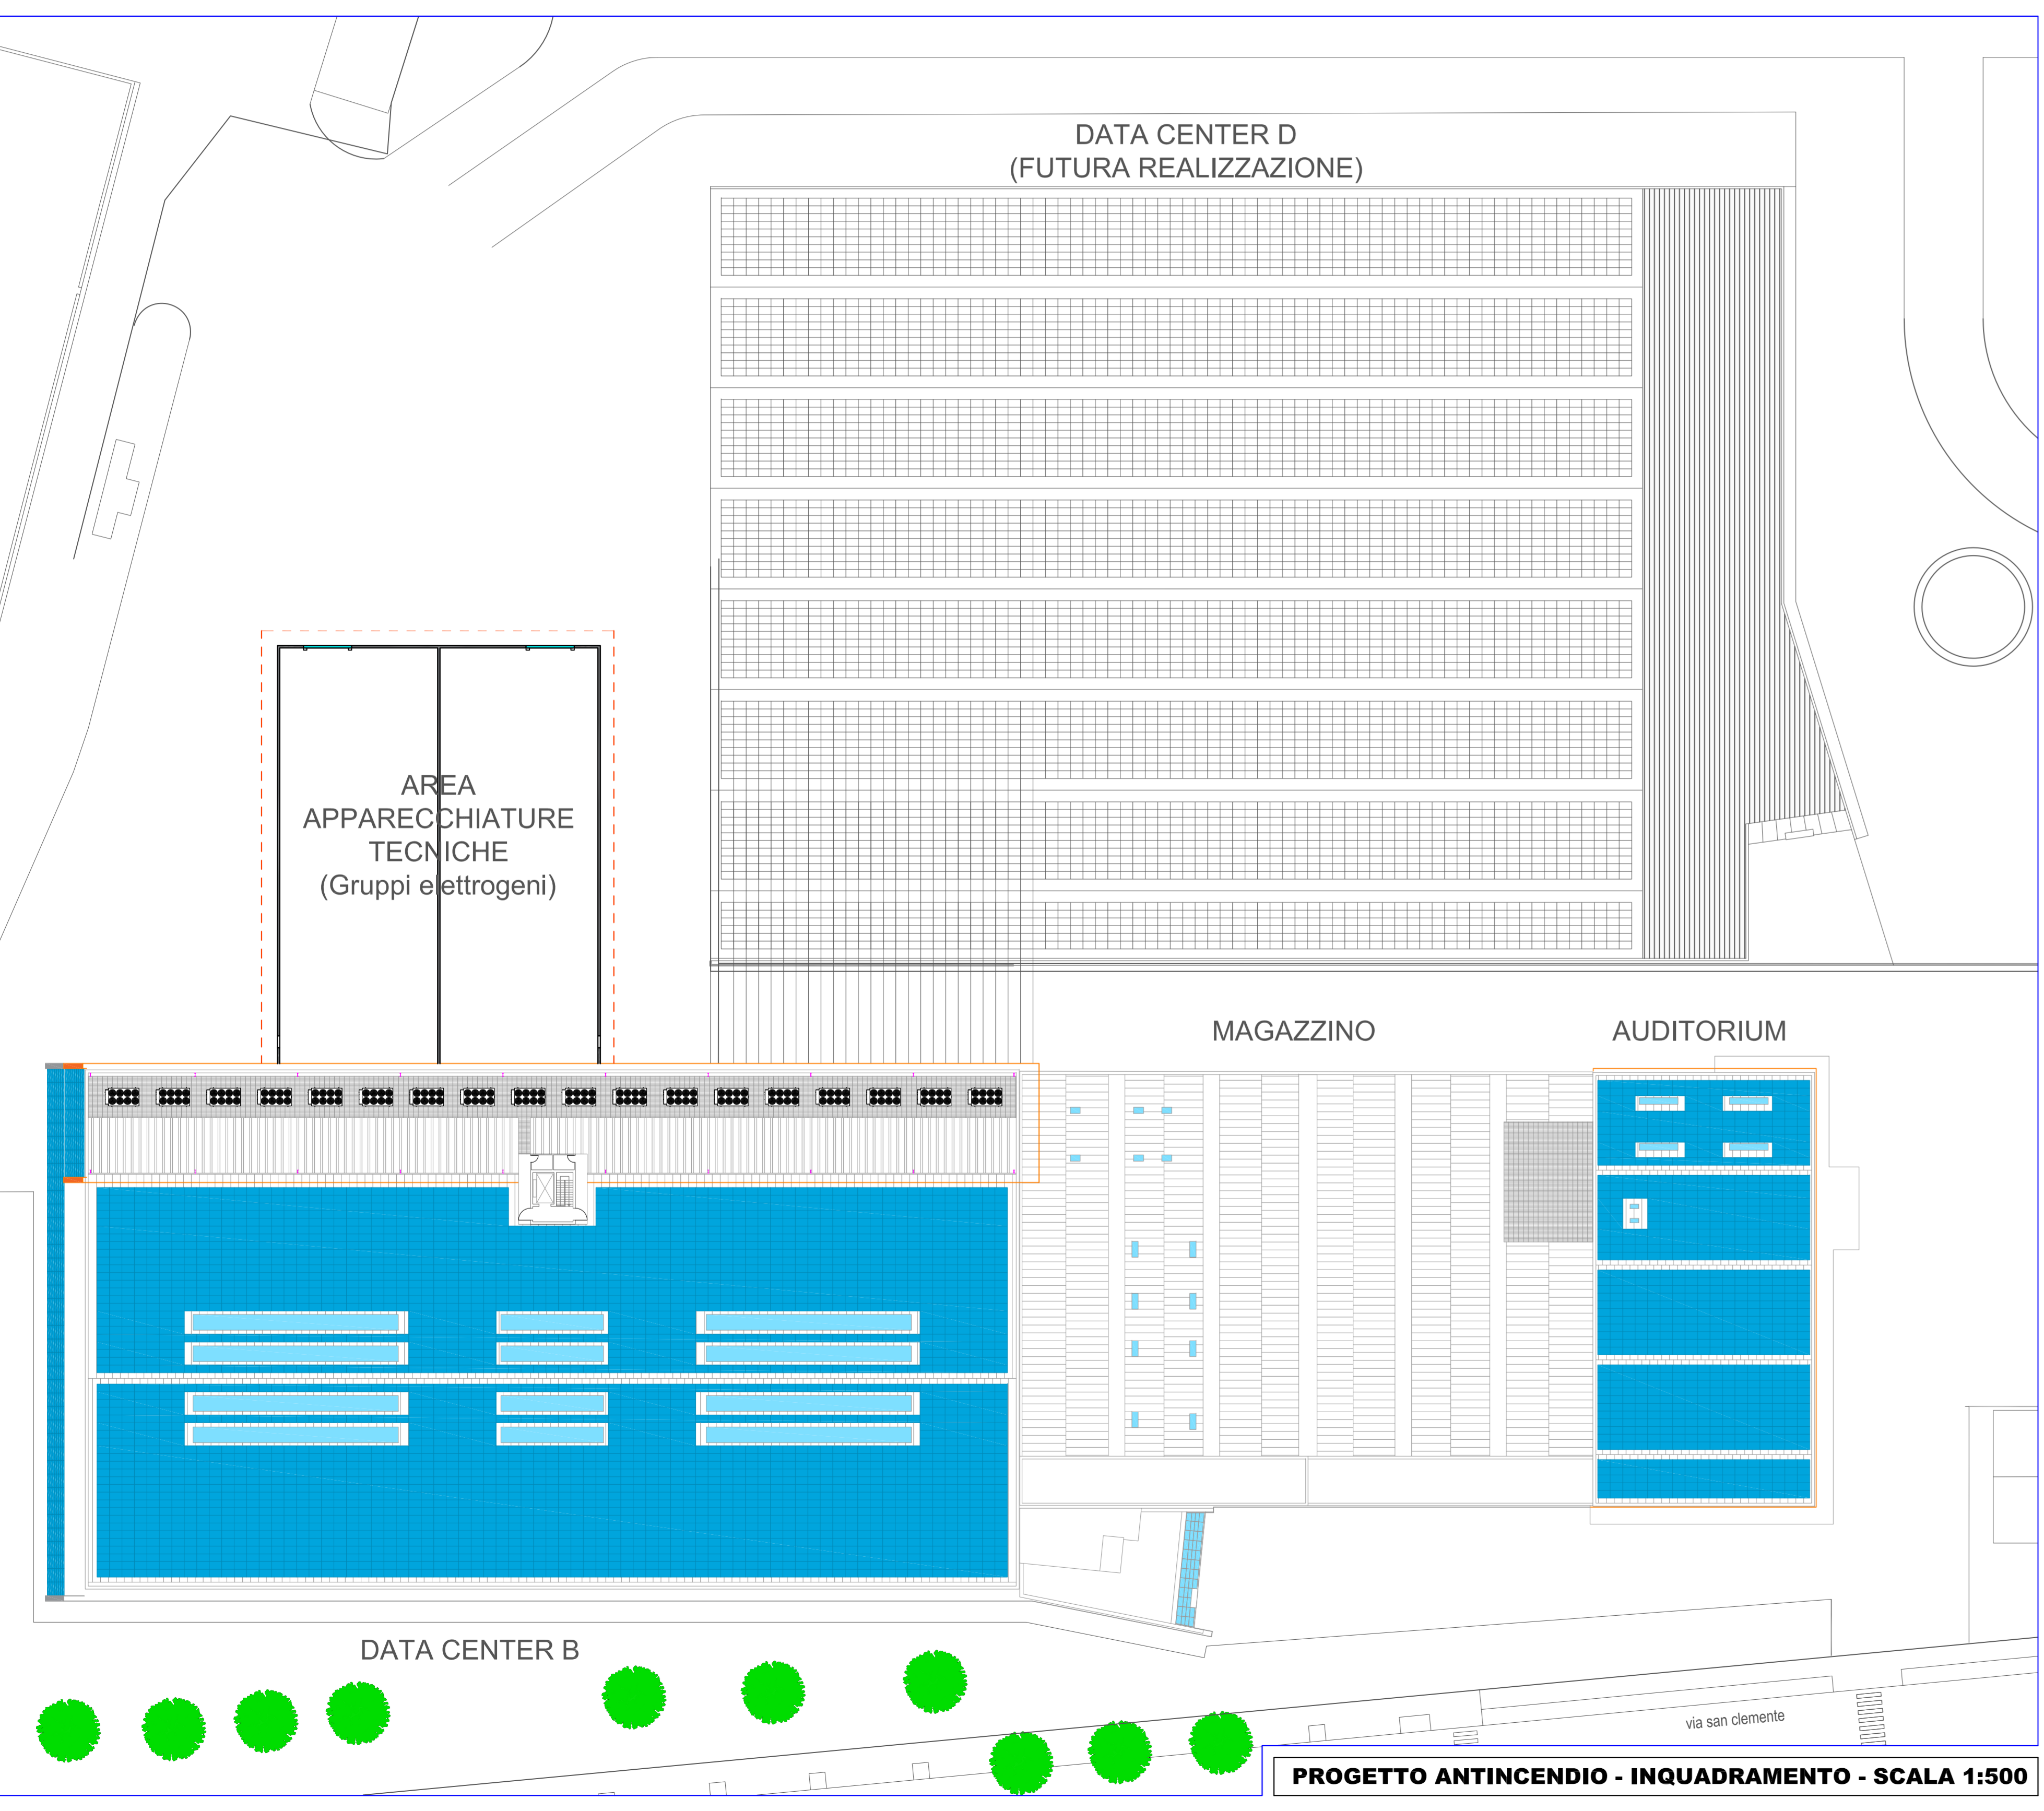 DATA CENTER D
(FUTURA REALIZZAZIONE)
AREA
APPARECCHIATURE
TECNICHE
(Gruppi elettrogeni)
MAGAZZINO
AUDITORIUM
DATA CENTER B
via san clemente
PROGETTO ANTINCENDIO - INQUADRAMENTO - SCALA 1:500